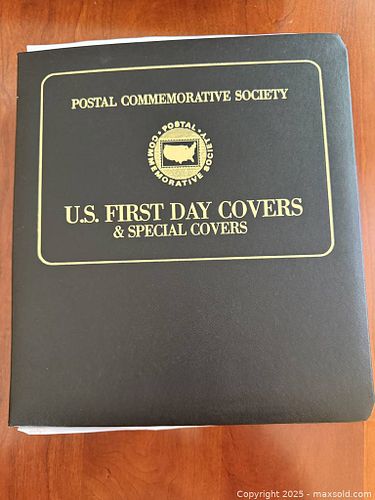 POSTAL COMMEMORATIVE SOCIETY
• POSTAL •
COMMEMORATIVE SOCIETY
U.S. FIRST DAY COVERS
& SPECIAL COVERS
Copyright © 2025 - maxsold.com